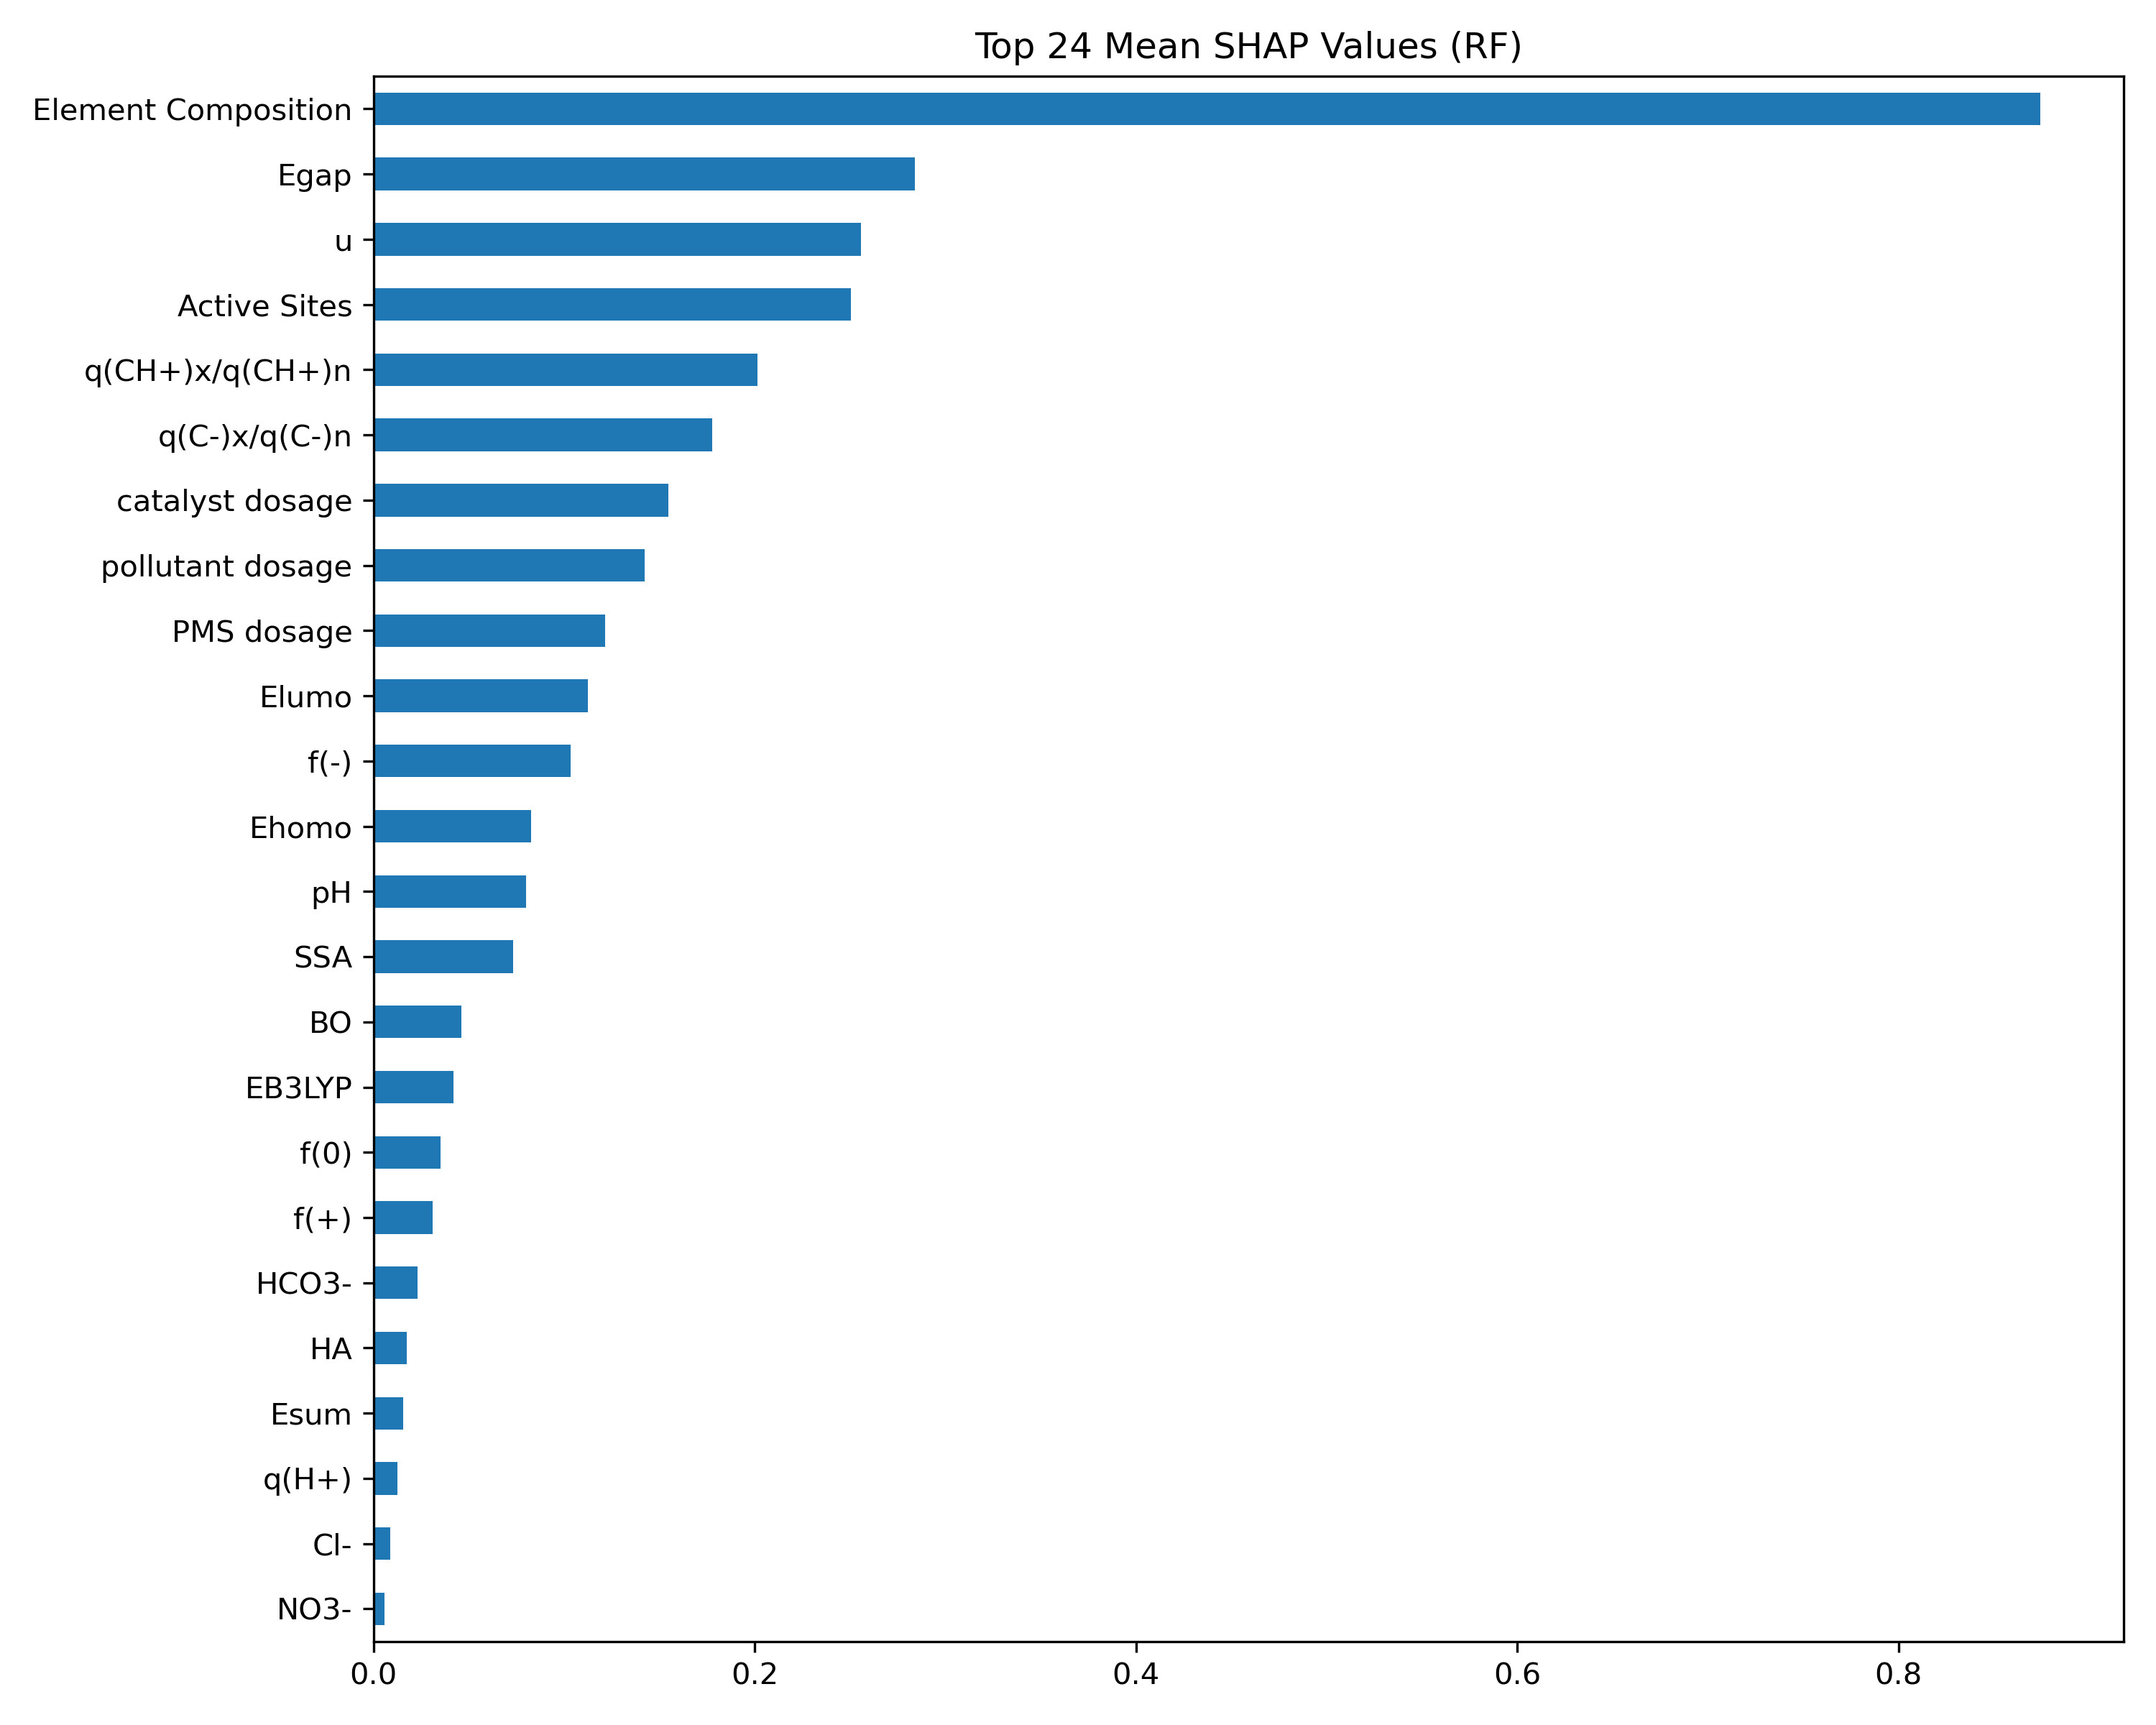 Top 24 Mean SHAP Values (RF)
Element Composition
Egap
u
Active Sites
q(CH+)x/q(CH+)n
q(C-)x/q(C-)n
catalyst dosage
pollutant dosage
PMS dosage
Elumo
f(-)
Ehomo
pH
SSA
BO
EB3LYP
f(0)
f(+)
HCO3-
HA
Esum
q(H+)
Cl-
NO3-
0.0 0.2 0.4 0.6 0.8